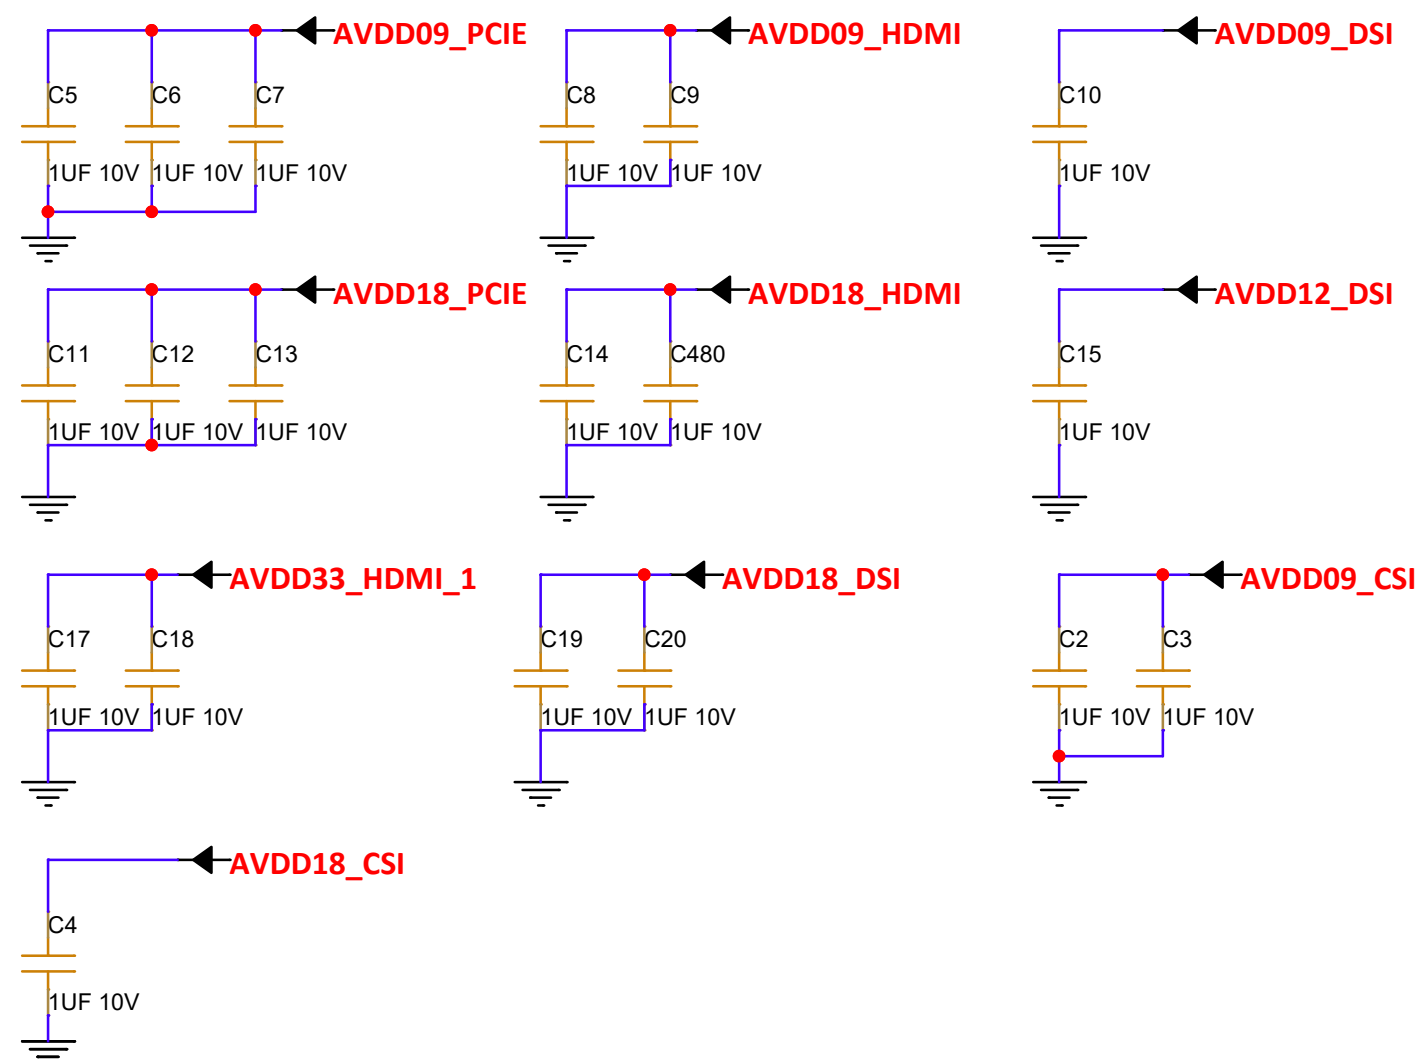 AVDD09_PCIE
AVDD09_HDMI
AVDD09_DSI
C5 C6 C7
C8 C9
C10
1UF 10V 1UF 10V 1UF 10V
1UF 10V 1UF 10V
1UF 10V
AVDD18_PCIE
AVDD18_HDMI
AVDD12_DSI
C11 C12 C13
C14 C480
C15
1UF 10V 1UF 10V 1UF 10V
1UF 10V 1UF 10V
1UF 10V
AVDD33_HDMI_1
AVDD18_DSI
AVDD09_CSI
C17 C18
C19 C20
C2 C3
1UF 10V 1UF 10V
1UF 10V 1UF 10V
1UF 10V 1UF 10V
AVDD18_CSI
C4
1UF 10V